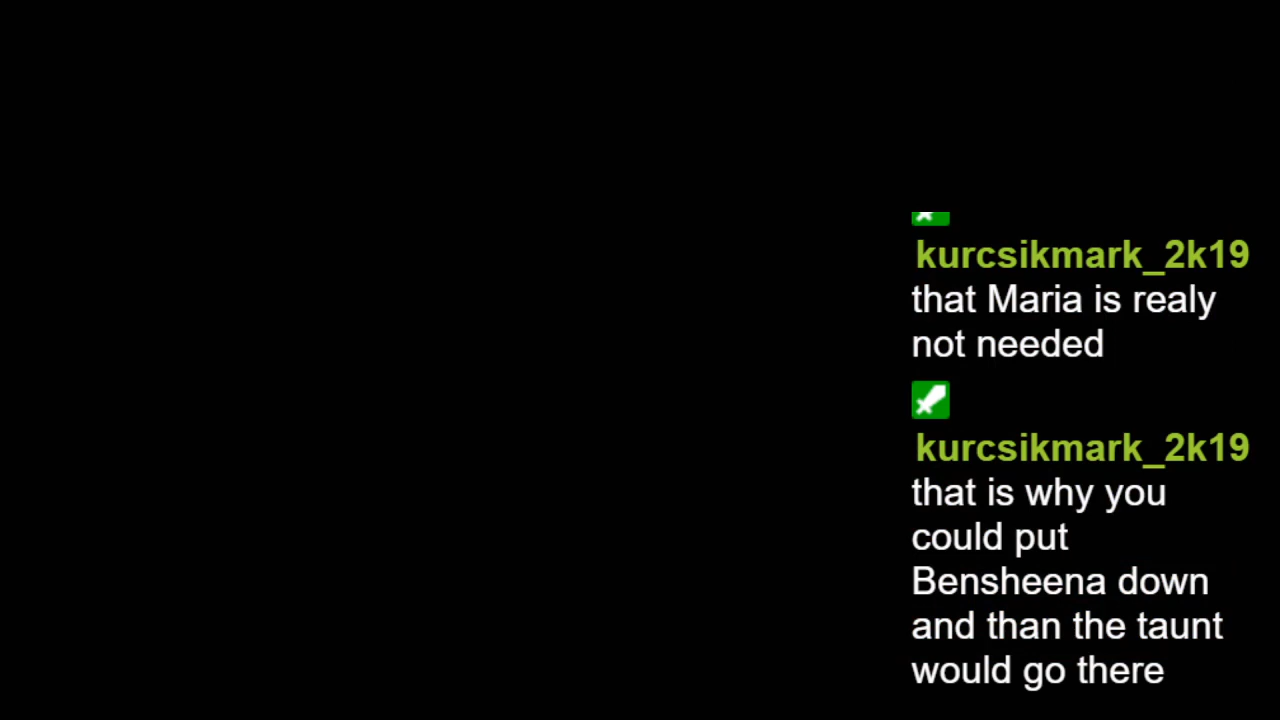 kurcsikmark_2k19
that Maria is realy
not needed
kurcsikmark_2k19
that is why you
could put
Bensheena down
and than the taunt
would go there